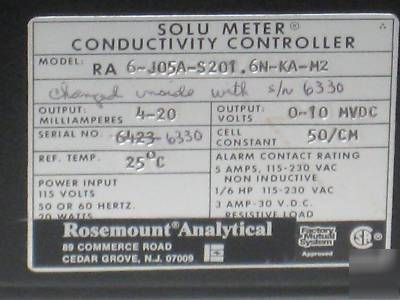 SOLU METER®
CONDUCTIVITY CONTROLLER
MODEL: RA 6-J05A-S201.6N-KA-M2
changed inside with s/n 6330
OUTPUT: MILLIAMPERES 4-20
OUTPUT: VOLTS 0-10 MVDC
SERIAL NO. 6423 6330
CELL CONSTANT 50/CM
REF. TEMP. 25°C
ALARM CONTACT RATING
5 AMPS, 115-230 VAC
NON INDUCTIVE
1/6 HP 115-230 VAC
3 AMP-30 V.D.C.
RESISTIVE LOAD
POWER INPUT
115 VOLTS
50 OR 60 HERTZ.
20 WATTS
Rosemount Analytical
89 COMMERCE ROAD
CEDAR GROVE, N.J. 07009
Factory Mutual System
Approved